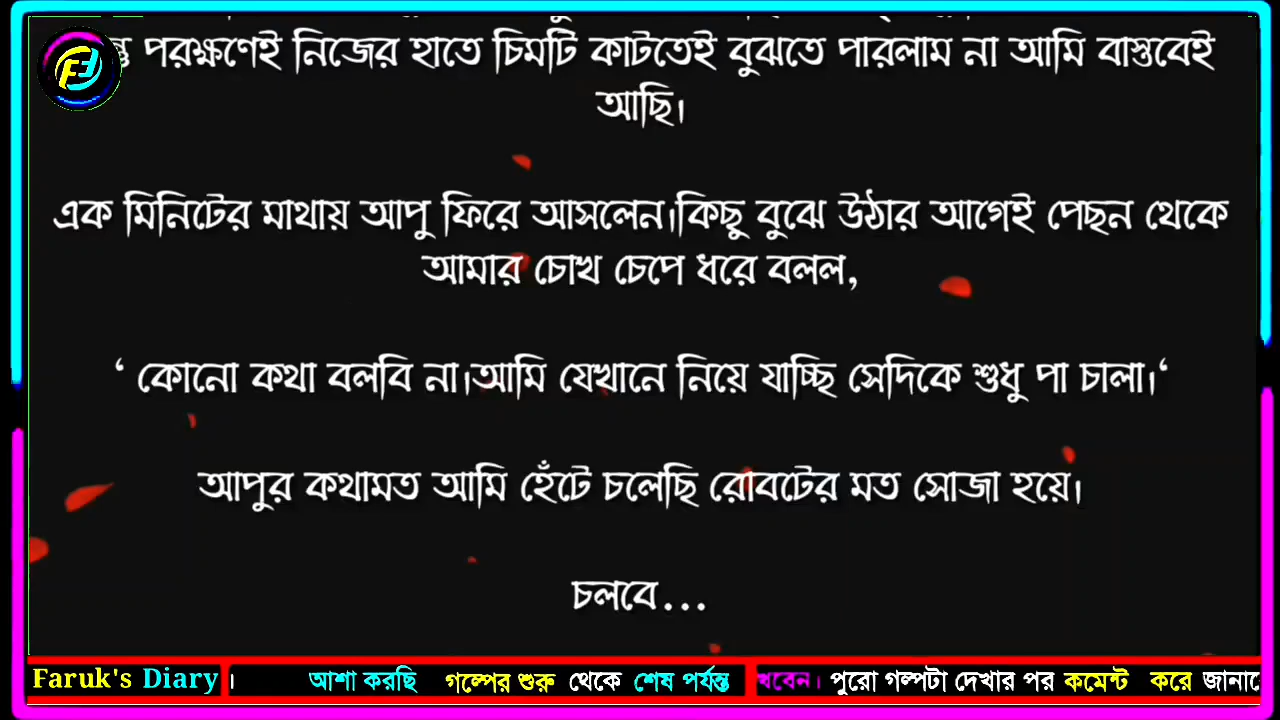 পরক্ষণেই নিজের হাতে চিমটি কাটতেই বুঝতে পারলাম না আমি বাস্তবেই
আছি।
এক মিনিটের মাথায় আপু ফিরে আসলেন।কিছু বুঝে উঠার আগেই পেছন থেকে
আমার চোখ চেপে ধরে বলল,
‘ কোনো কথা বলবি না।আমি যেখানে নিয়ে যাচ্ছি সেদিকে শুধু পা চালা।‘
আপুর কথামত আমি হেঁটে চলেছি রোবটের মত সোজা হয়ে।
চলবে...
Faruk's Diary । আশা করছি গল্পের শুরু থেকে শেষ পর্যন্ত পুরো গল্পটা দেখার পর কমেন্ট করে